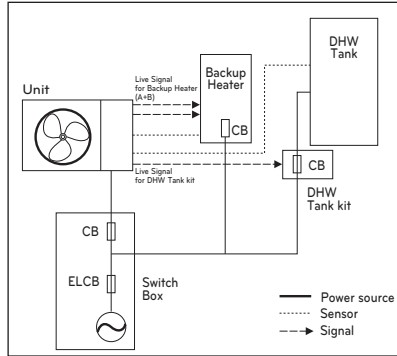 DHW
Tank
Backup
Heater
Live Signal
for Backup Heater
(A+B)
Unit
CB
CB
Live Signal
for DHW Tank kit
DHW
Tank kit
CB
ELCB
Switch
Box
Power source
Sensor
Signal